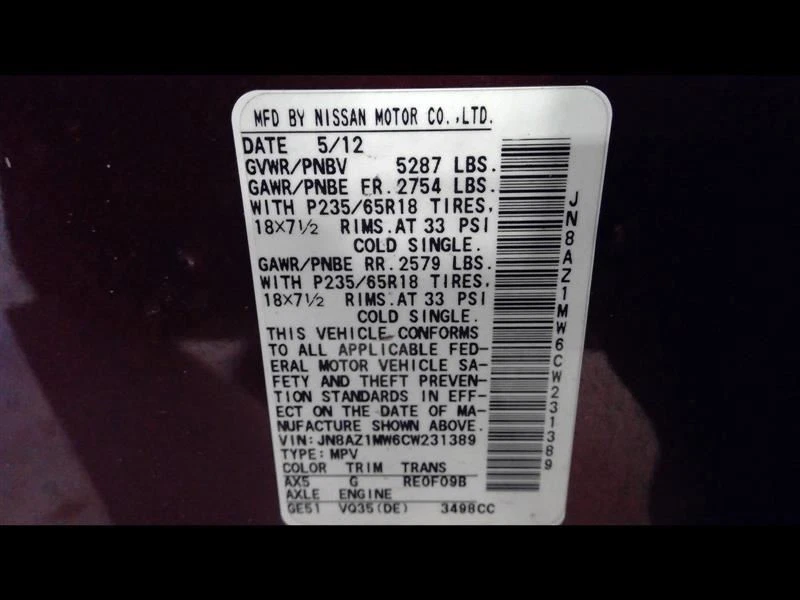 MFD BY NISSAN MOTOR CO.,LTD.
DATE 5/12
GVWR/PNBV 5287 LBS.
GAWR/PNBE FR. 2754 LBS.
WITH P235/65R18 TIRES,
18×7½ RIMS.AT 33 PSI
COLD SINGLE.
GAWR/PNBE RR. 2579 LBS.
WITH P235/65R18 TIRES,
18×7½ RIMS.AT 33 PSI
COLD SINGLE.
THIS VEHICLE CONFORMS
TO ALL APPLICABLE FED-
ERAL MOTOR VEHICLE SA-
FETY AND THEFT PREVEN-
TION STANDARDS IN EFF-
ECT ON THE DATE OF MA-
NUFACTURE SHOWN ABOVE.
VIN:JN8AZ1MW6CW231389
TYPE:MPV
COLOR TRIM TRANS
AX5 G RE0F09B
AXLE ENGINE
GE51 VQ35(DE) 3498CC
JN8AZ1MW6CW231389